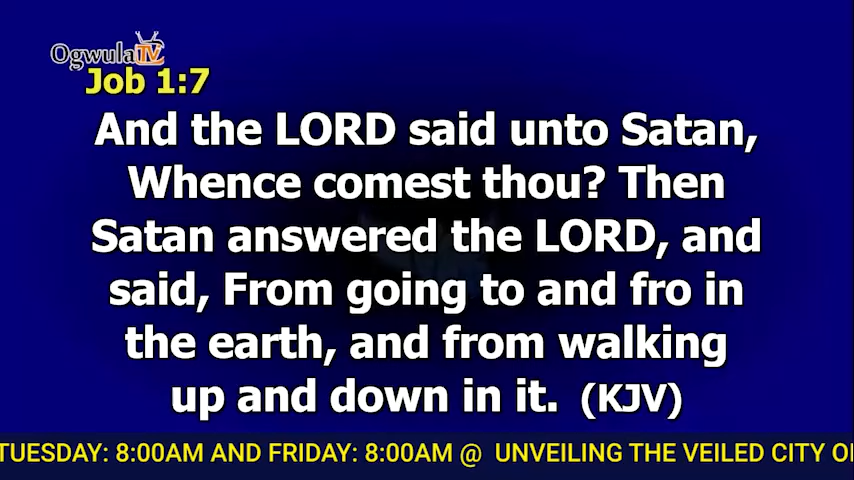 OgwulaTV
Job 1:7
And the LORD said unto Satan,
Whence comest thou? Then
Satan answered the LORD, and
said, From going to and fro in
the earth, and from walking
up and down in it. (KJV)
TUESDAY: 8:00AM AND FRIDAY: 8:00AM @ UNVEILING THE VEILED CITY